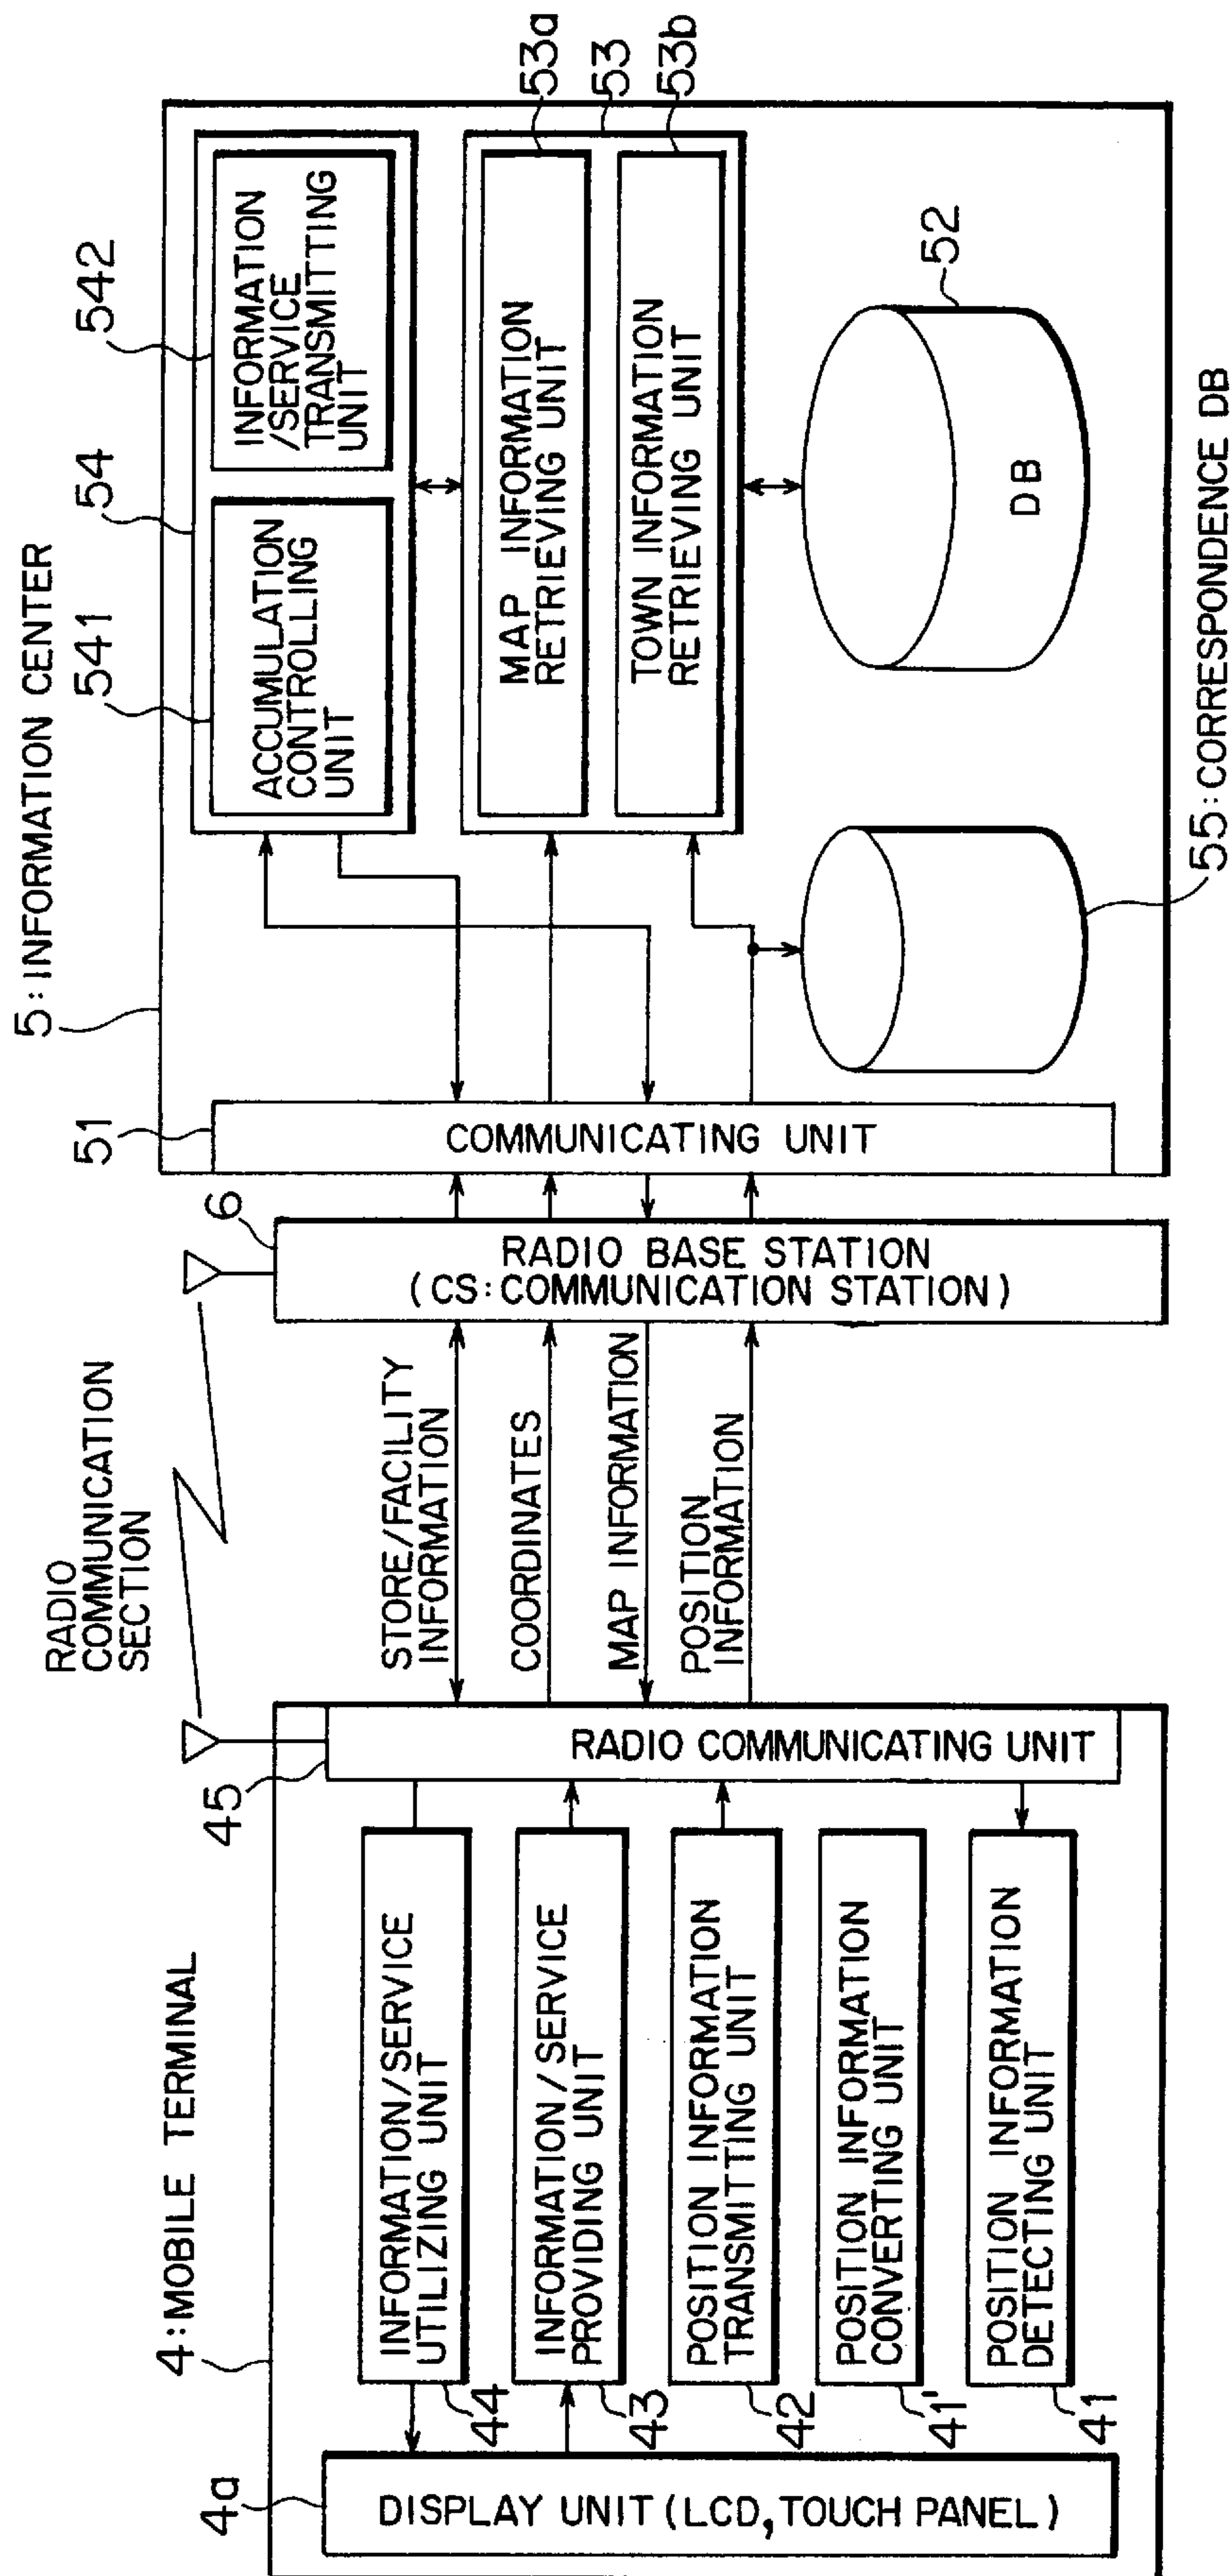 4: MOBILE TERMINAL
4a
DISPLAY UNIT (LCD, TOUCH PANEL)
INFORMATION/SERVICE
UTILIZING UNIT
44
INFORMATION/SERVICE
PROVIDING UNIT
43
POSITION INFORMATION
TRANSMITTING UNIT
42
POSITION INFORMATION
CONVERTING UNIT
41'
POSITION INFORMATION
DETECTING UNIT
41
45
RADIO COMMUNICATING UNIT
RADIO
COMMUNICATION
SECTION
STORE/FACILITY
INFORMATION
COORDINATES
MAP INFORMATION
POSITION
INFORMATION
6
RADIO BASE STATION
(CS: COMMUNICATION STATION)
5: INFORMATION CENTER
51
COMMUNICATING UNIT
541
54
542
ACCUMULATION
CONTROLLING
UNIT
INFORMATION
/SERVICE
TRANSMITTING
UNIT
MAP INFORMATION
RETRIEVING UNIT
53a
53
TOWN INFORMATION
RETRIEVING UNIT
53b
DB
52
55: CORRESPONDENCE DB